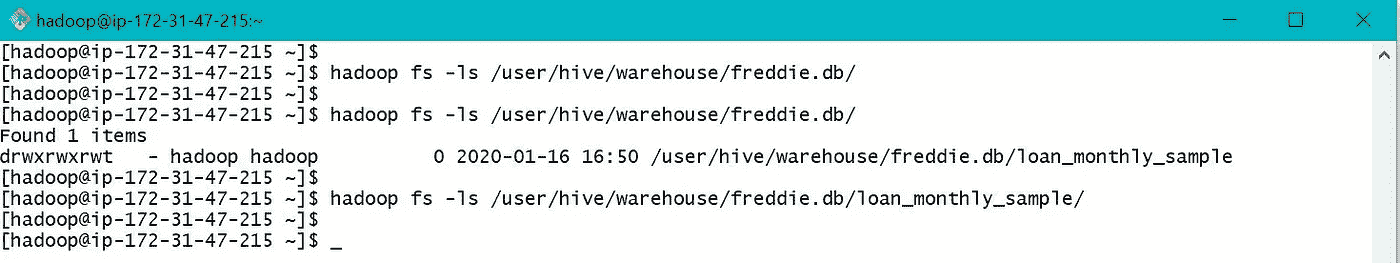 hadoop@ip-172-31-47-215:~
[hadoop@ip-172-31-47-215 ~]$
[hadoop@ip-172-31-47-215 ~]$ hadoop fs -ls /user/hive/warehouse/freddie.db/
[hadoop@ip-172-31-47-215 ~]$
[hadoop@ip-172-31-47-215 ~]$ hadoop fs -ls /user/hive/warehouse/freddie.db/
Found 1 items
drwxrwxrwt   - hadoop hadoop          0 2020-01-16 16:50 /user/hive/warehouse/freddie.db/loan_monthly_sample
[hadoop@ip-172-31-47-215 ~]$
[hadoop@ip-172-31-47-215 ~]$ hadoop fs -ls /user/hive/warehouse/freddie.db/loan_monthly_sample/
[hadoop@ip-172-31-47-215 ~]$
[hadoop@ip-172-31-47-215 ~]$ _